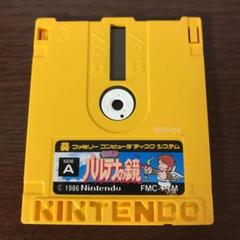 ファミリー コンピュータ ディスク システム
SIDE
A
パルテナの鏡
© 1986 Nintendo
FMC-PTM
NINTENDO